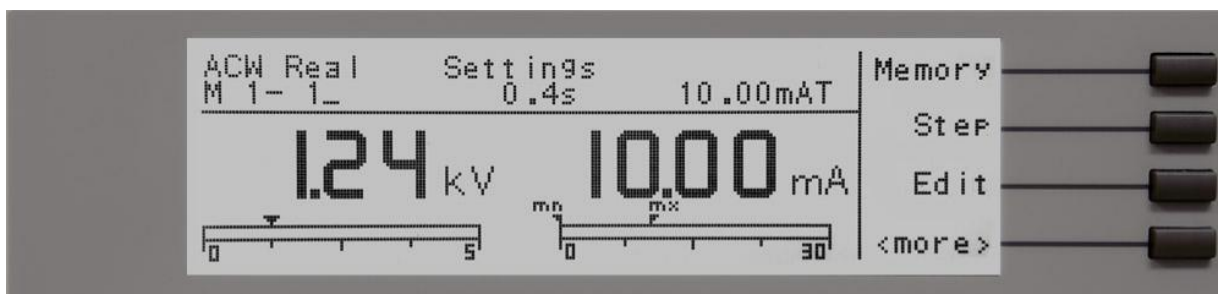 ACW Real Settings
M 1- 1_ 0.4s 10.00mAT
1.24 kV 10.00 mA
mn mx
0 5 0 30
Memory
Step
Edit
<more>